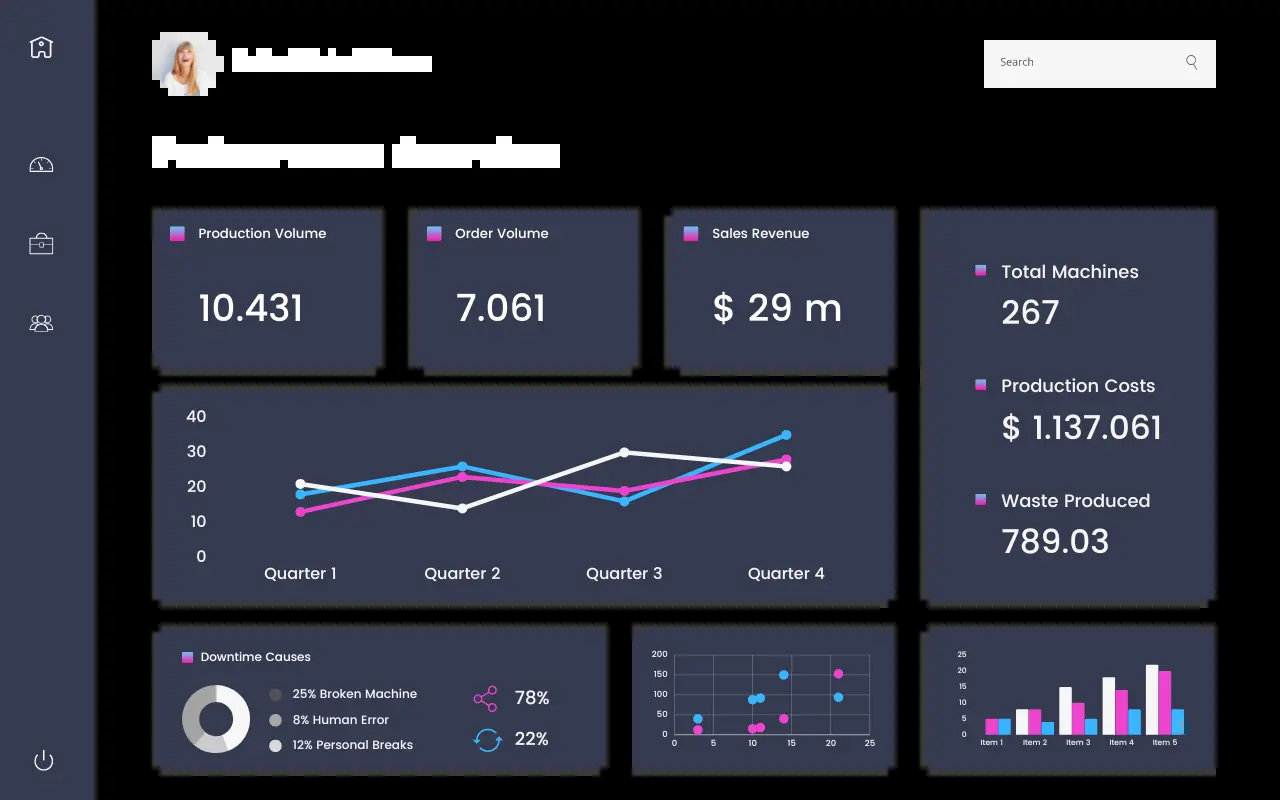 Search
Production Volume
10.431
Order Volume
7.061
Sales Revenue
$ 29 m
Total Machines
267
Production Costs
$ 1.137.061
Waste Produced
789.03
40
30
20
10
0
Quarter 1
Quarter 2
Quarter 3
Quarter 4
Downtime Causes
25% Broken Machine
8% Human Error
12% Personal Breaks
78%
22%
200
150
100
50
0
0
5
10
15
20
25
25
20
15
10
5
0
Item 1
Item 2
Item 3
Item 4
Item 5